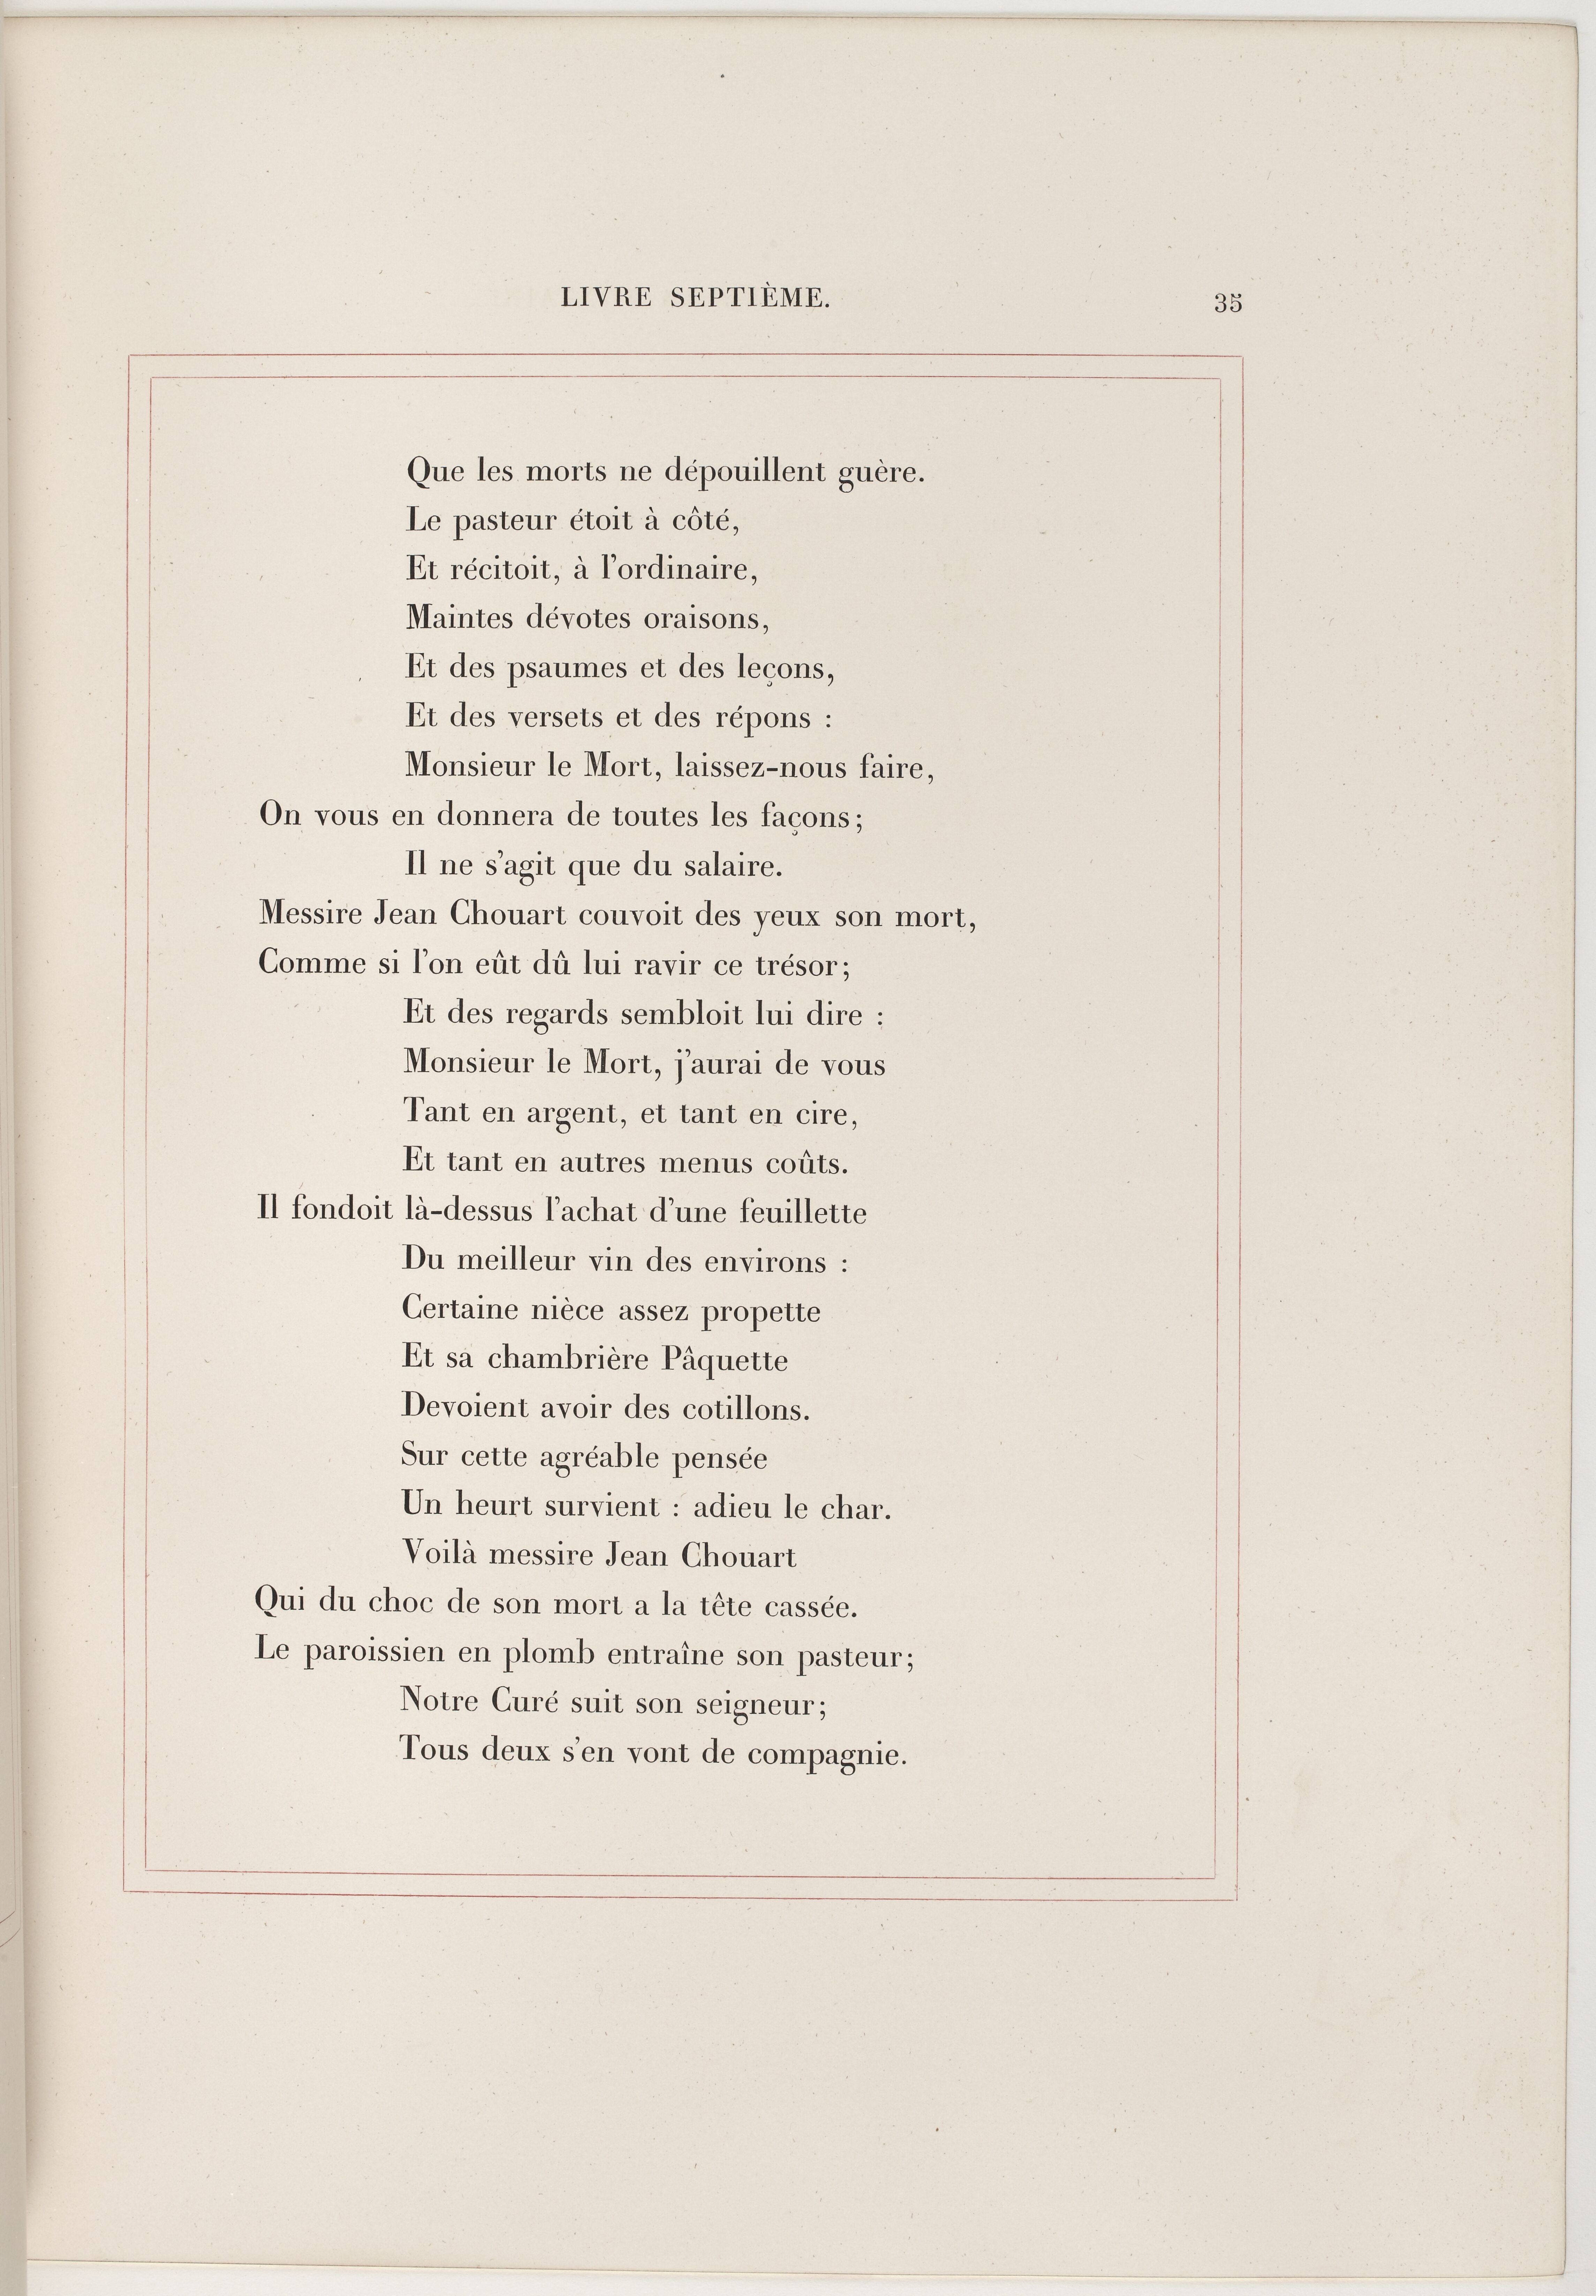 LIVRE SEPTIÈME.
35
Que les morts ne dépouillent guère.
Le pasteur étoit à côté,
Et récitoit, à l'ordinaire,
Maintes dévotes oraisons,
Et des psaumes et des leçons,
Et des versets et des répons :
Monsieur le Mort, laissez-nous faire,
On vous en donnera de toutes les façons;
Il ne s'agit que du salaire.
Messire Jean Chouart couvoit des yeux son mort,
Comme si l'on eût dû lui ravir ce trésor;
Et des regards sembloit lui dire :
Monsieur le Mort, j'aurai de vous
Tant en argent, et tant en cire,
Et tant en autres menus coûts.
Il fondoit là-dessus l'achat d'une feuillette
Du meilleur vin des environs :
Certaine nièce assez propette
Et sa chambrière Pâquette
Devoient avoir des cotillons.
Sur cette agréable pensée
Un heurt survient : adieu le char.
Voilà messire Jean Chouart
Qui du choc de son mort a la tête cassée.
Le paroissien en plomb entraîne son pasteur;
Notre Curé suit son seigneur;
Tous deux s'en vont de compagnie.